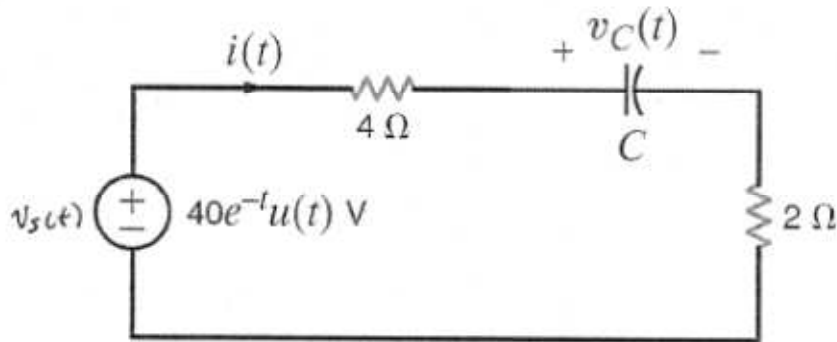 + v_C(t) −
i(t)
4 Ω
C
v_s(t)
+
−
40e^{-t}u(t) V
2 Ω